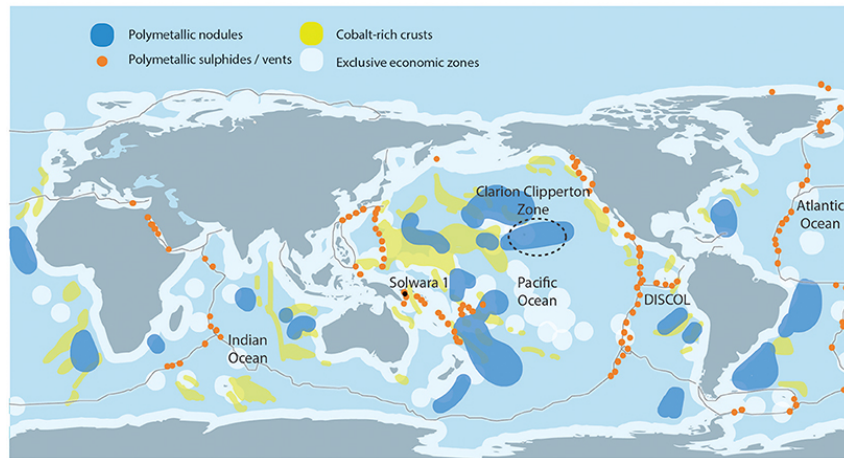 Polymetallic nodules
Cobalt-rich crusts
Polymetallic sulphides / vents
Exclusive economic zones
Clarion Clipperton
Zone
Atlantic
Ocean
Solwara 1
Pacific
Ocean
DISCOL
Indian
Ocean